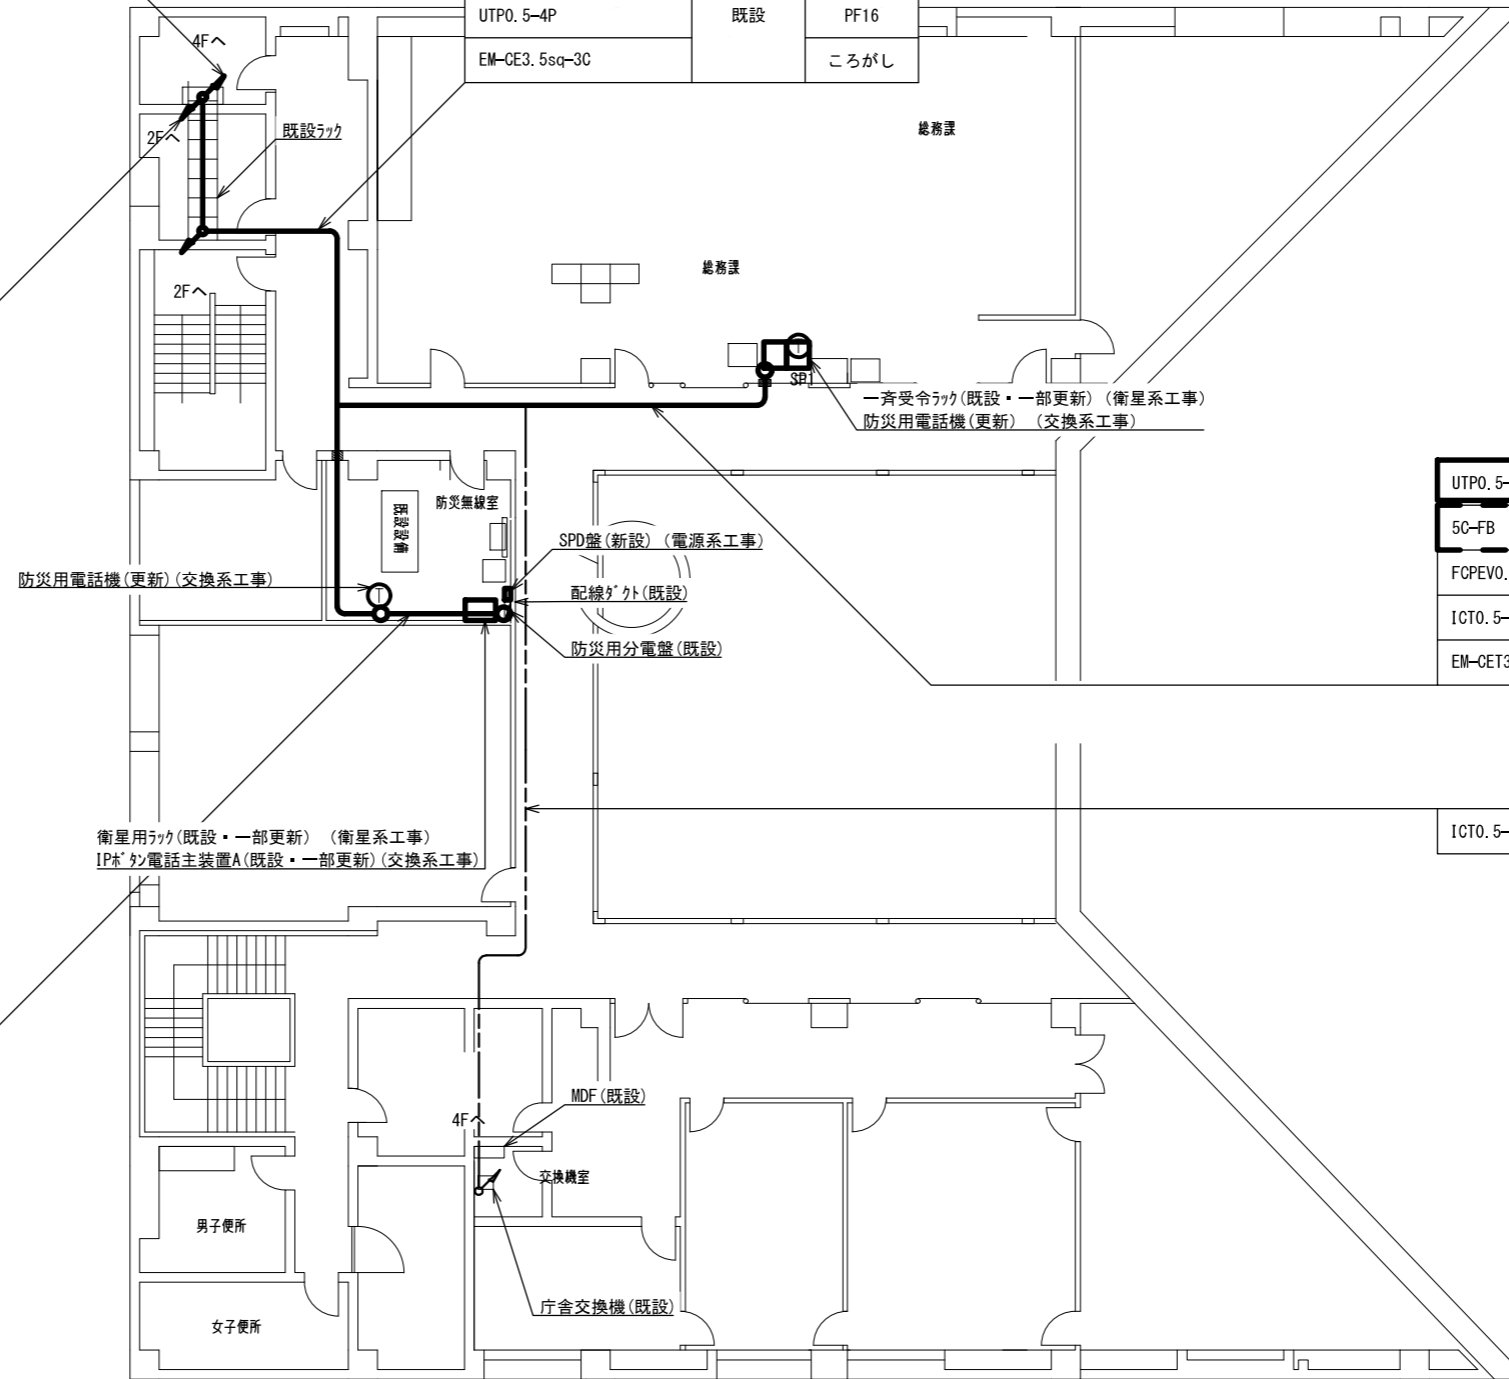 UTP0.5-4P
既設
PF16
EM-CE3.5sq-3C
ころがし
4Fへ
2Fへ
既設ラック
総務課
総務課
2Fへ
SP1
一斉受令ラック(既設・一部更新) (衛星系工事)
防災用電話機(更新) (交換系工事)
防災無線室
既設設備
T
T
SPD盤(新設) (電源系工事)
防災用電話機(更新)(交換系工事)
配線ダクト(既設)
防災用分電盤(既設)
UTP0.5-
5C-FB
FCPEV0.
ICT0.5-
EM-CET3
衛星用ラック(既設・一部更新) (衛星系工事)
IPボタン電話主装置A(既設・一部更新)(交換系工事)
ICT0.5-
MDF(既設)
4Fへ
交換機室
男子便所
庁舎交換機(既設)
女子便所